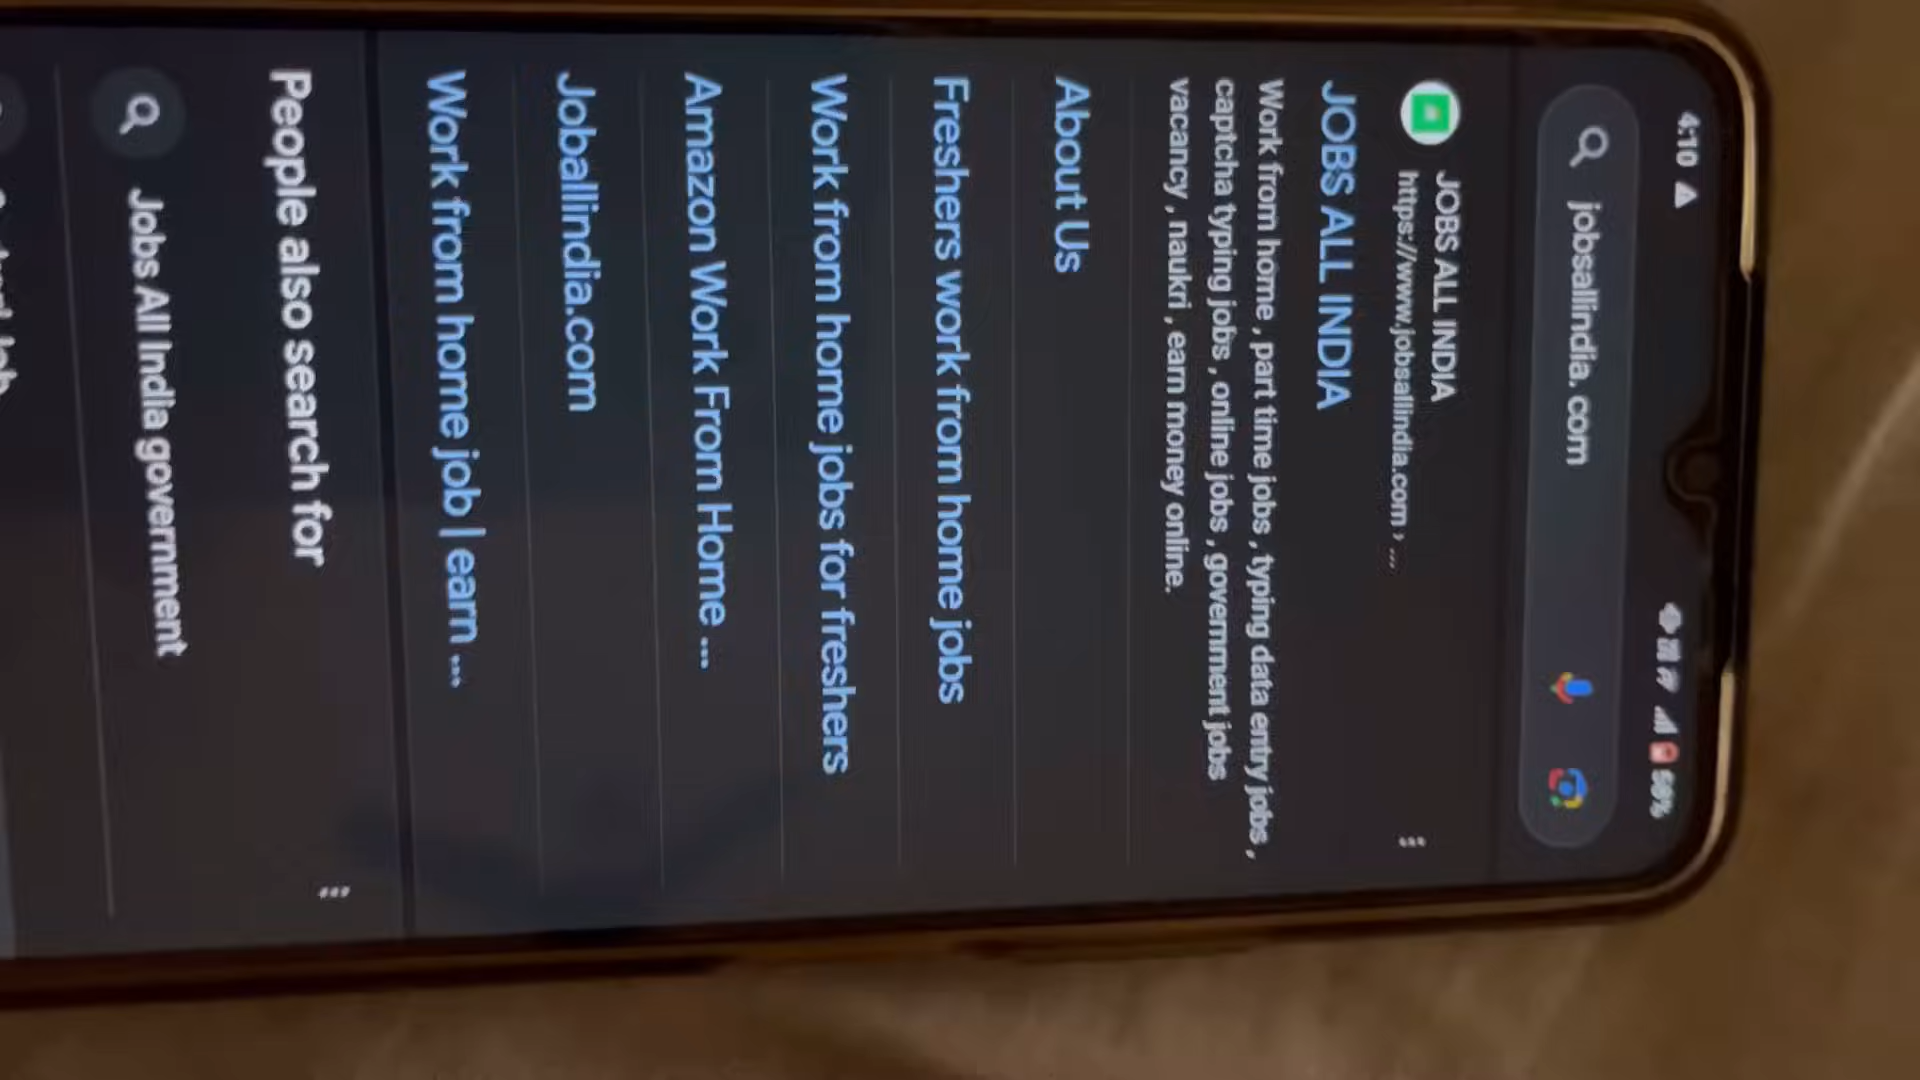 4:10
56%
jobsallindia. com
JOBS ALL INDIA
https://www.jobsallindia.com › ...
JOBS ALL INDIA
Work from home , part time jobs , typing data entry jobs ,
captcha typing jobs , online jobs , government jobs
vacancy , naukri , earn money online.
About Us
Freshers work from home jobs
Work from home jobs for freshers
Amazon Work From Home ...
Joballindia.com
Work from home job | earn ...
People also search for
Jobs All India government